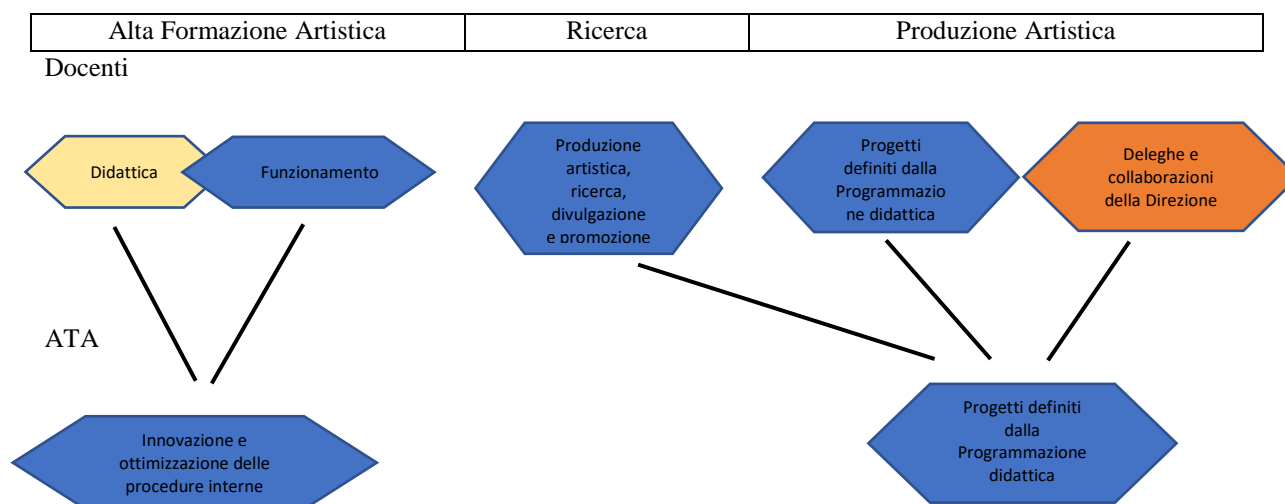 Alta Formazione Artistica Ricerca Produzione Artistica
Docenti
Didattica
Funzionamento
Produzione
artistica,
ricerca,
divulgazione
e promozione
Progetti
definiti dalla
Programmazio
ne didattica
Deleghe e
collaborazioni
della Direzione
ATA
Innovazione e
ottimizzazione delle
procedure interne
Progetti definiti
dalla
Programmazione
didattica